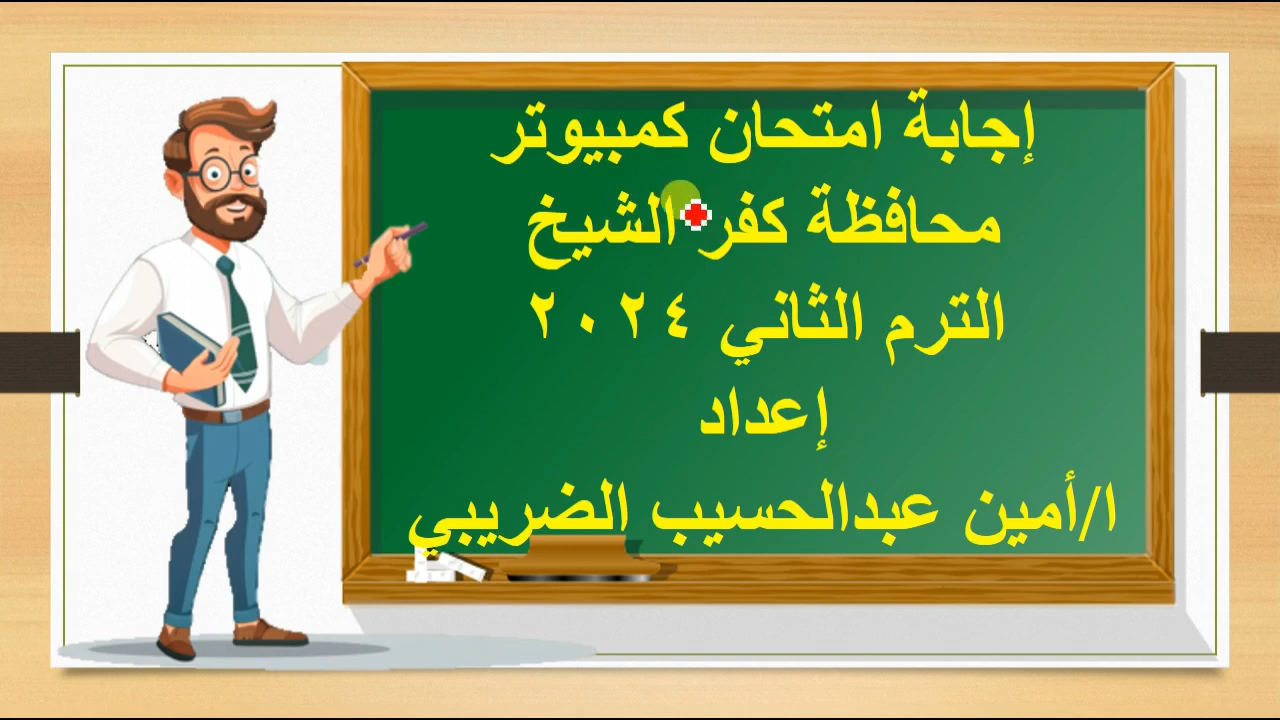 إجابة امتحان كمبيوتر
محافظة كفر الشيخ
الترم الثاني ٢٠٢٤
إعداد
ا/أمين عبدالحسيب الضريبي